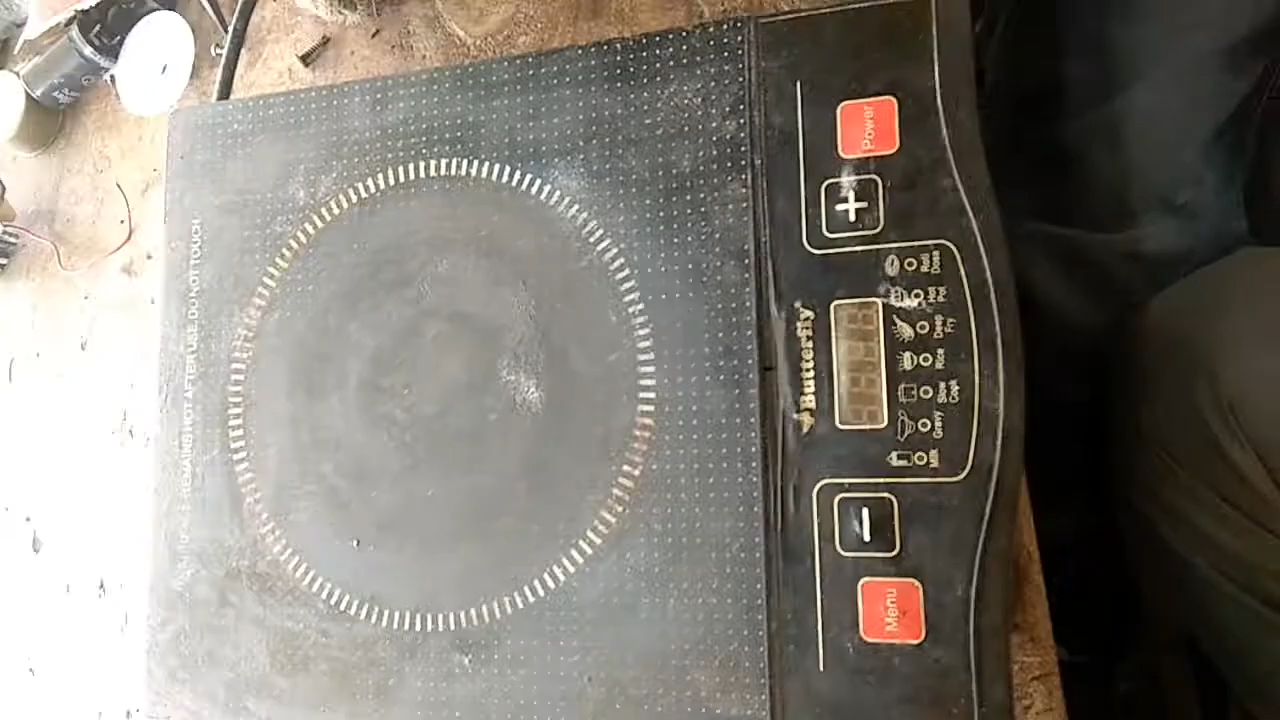 REMAINS HOT AFTER USE, DO NOT TOUCH
Butterfly
Menu
Power
Milk
Gravy
Slow Cook
Rice
Deep Fry
Hot Pot
Roti Dosa